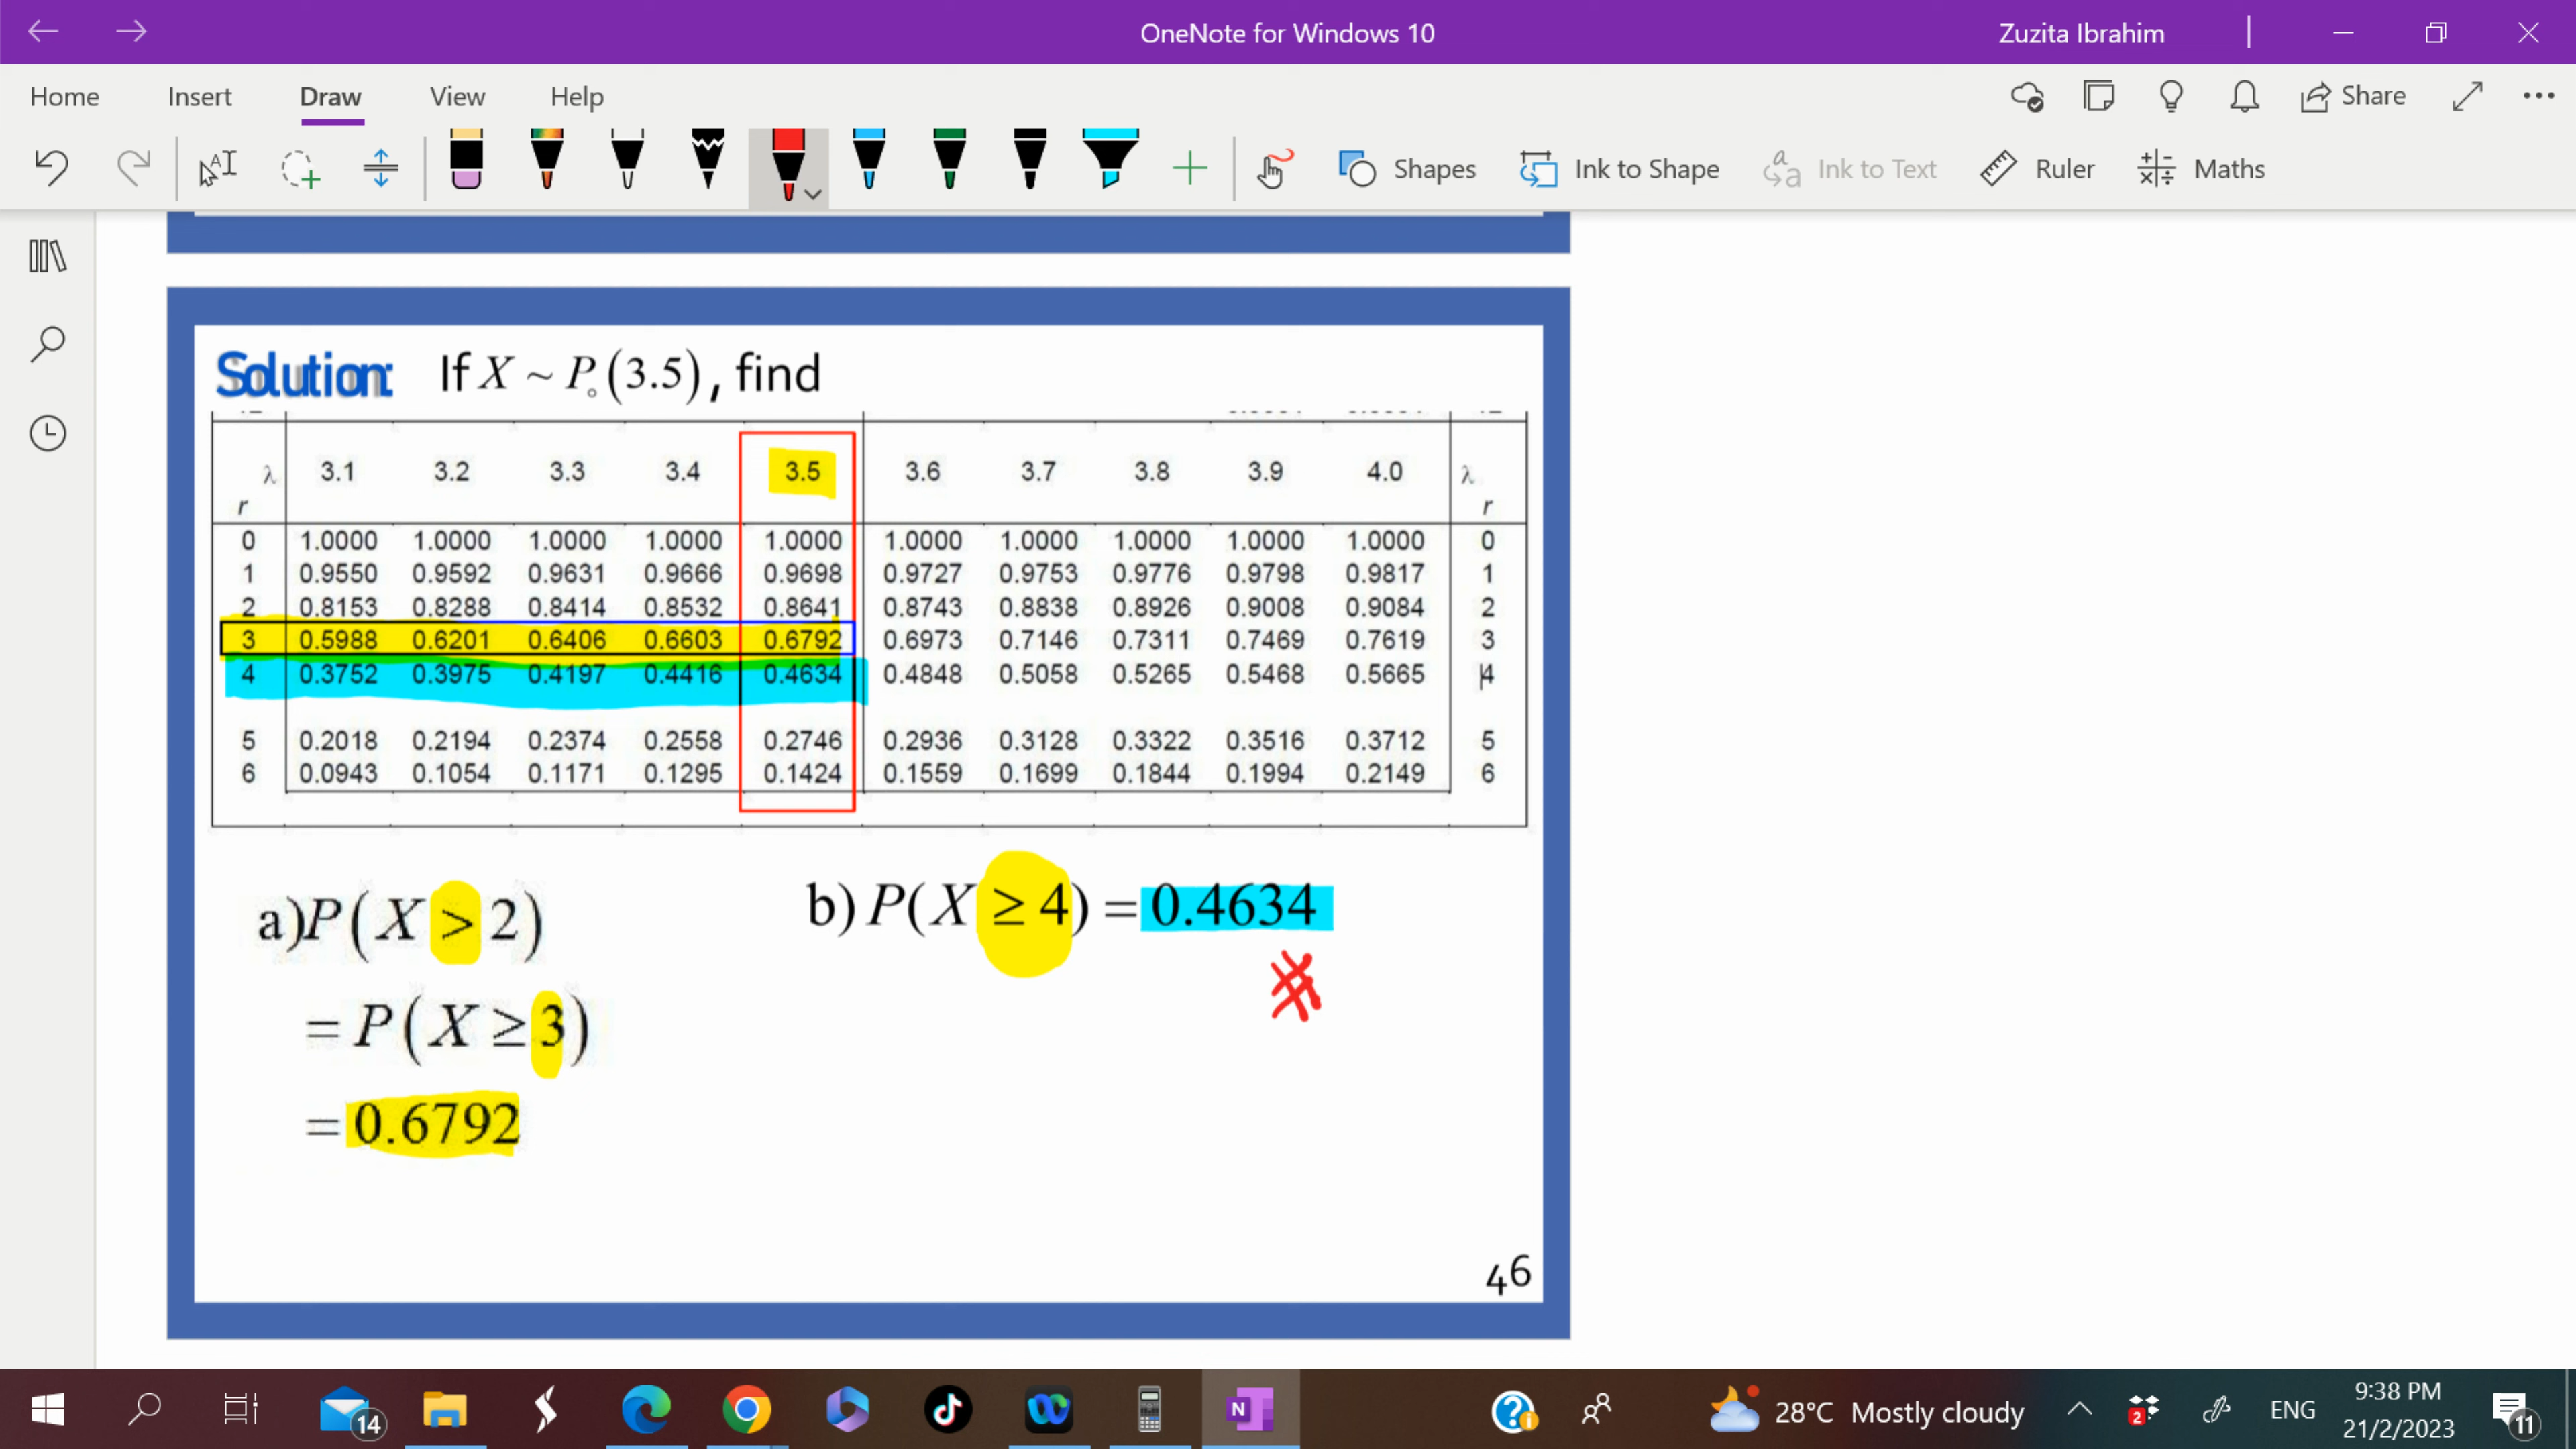 OneNote for Windows 10
Zuzita Ibrahim
Home Insert Draw View Help
Share
Shapes Ink to Shape Ink to Text Ruler Maths
Solution: If X ~ P₀(3.5), find
λ 3.1 3.2 3.3 3.4 3.5 3.6 3.7 3.8 3.9 4.0 λ
r r
0 1.0000 1.0000 1.0000 1.0000 1.0000 1.0000 1.0000 1.0000 1.0000 1.0000 0
1 0.9550 0.9592 0.9631 0.9666 0.9698 0.9727 0.9753 0.9776 0.9798 0.9817 1
2 0.8153 0.8288 0.8414 0.8532 0.8641 0.8743 0.8838 0.8926 0.9008 0.9084 2
3 0.5988 0.6201 0.6406 0.6603 0.6792 0.6973 0.7146 0.7311 0.7469 0.7619 3
4 0.3752 0.3975 0.4197 0.4416 0.4634 0.4848 0.5058 0.5265 0.5468 0.5665 4
5 0.2018 0.2194 0.2374 0.2558 0.2746 0.2936 0.3128 0.3322 0.3516 0.3712 5
6 0.0943 0.1054 0.1171 0.1295 0.1424 0.1559 0.1699 0.1844 0.1994 0.2149 6
a)P(X > 2)
= P(X ≥ 3)
= 0.6792
b) P(X ≥ 4) = 0.4634
46
14
28°C Mostly cloudy
2
ENG
9:38 PM
21/2/2023
11